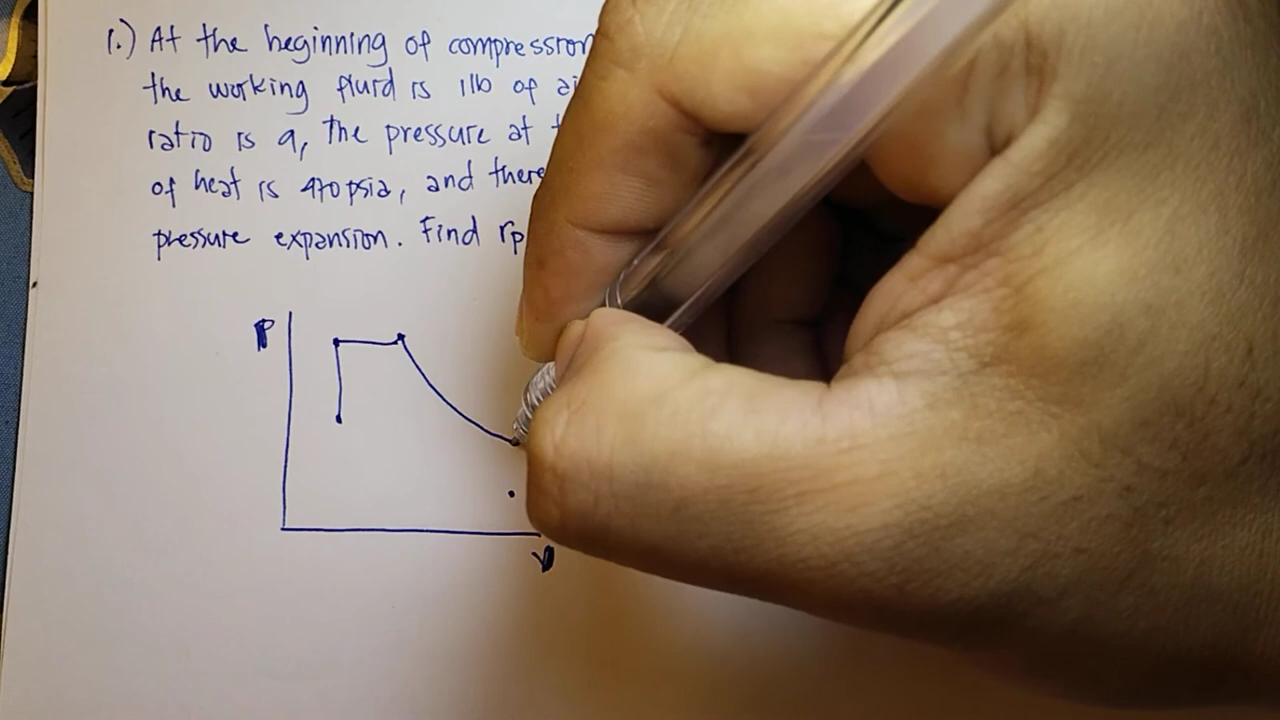 1.) At the beginning of compression
the working fluid is 1lb of
ratio is 9, the pressure at
of heat is 470 psia, and there
pressure expansion. Find rp
P
V